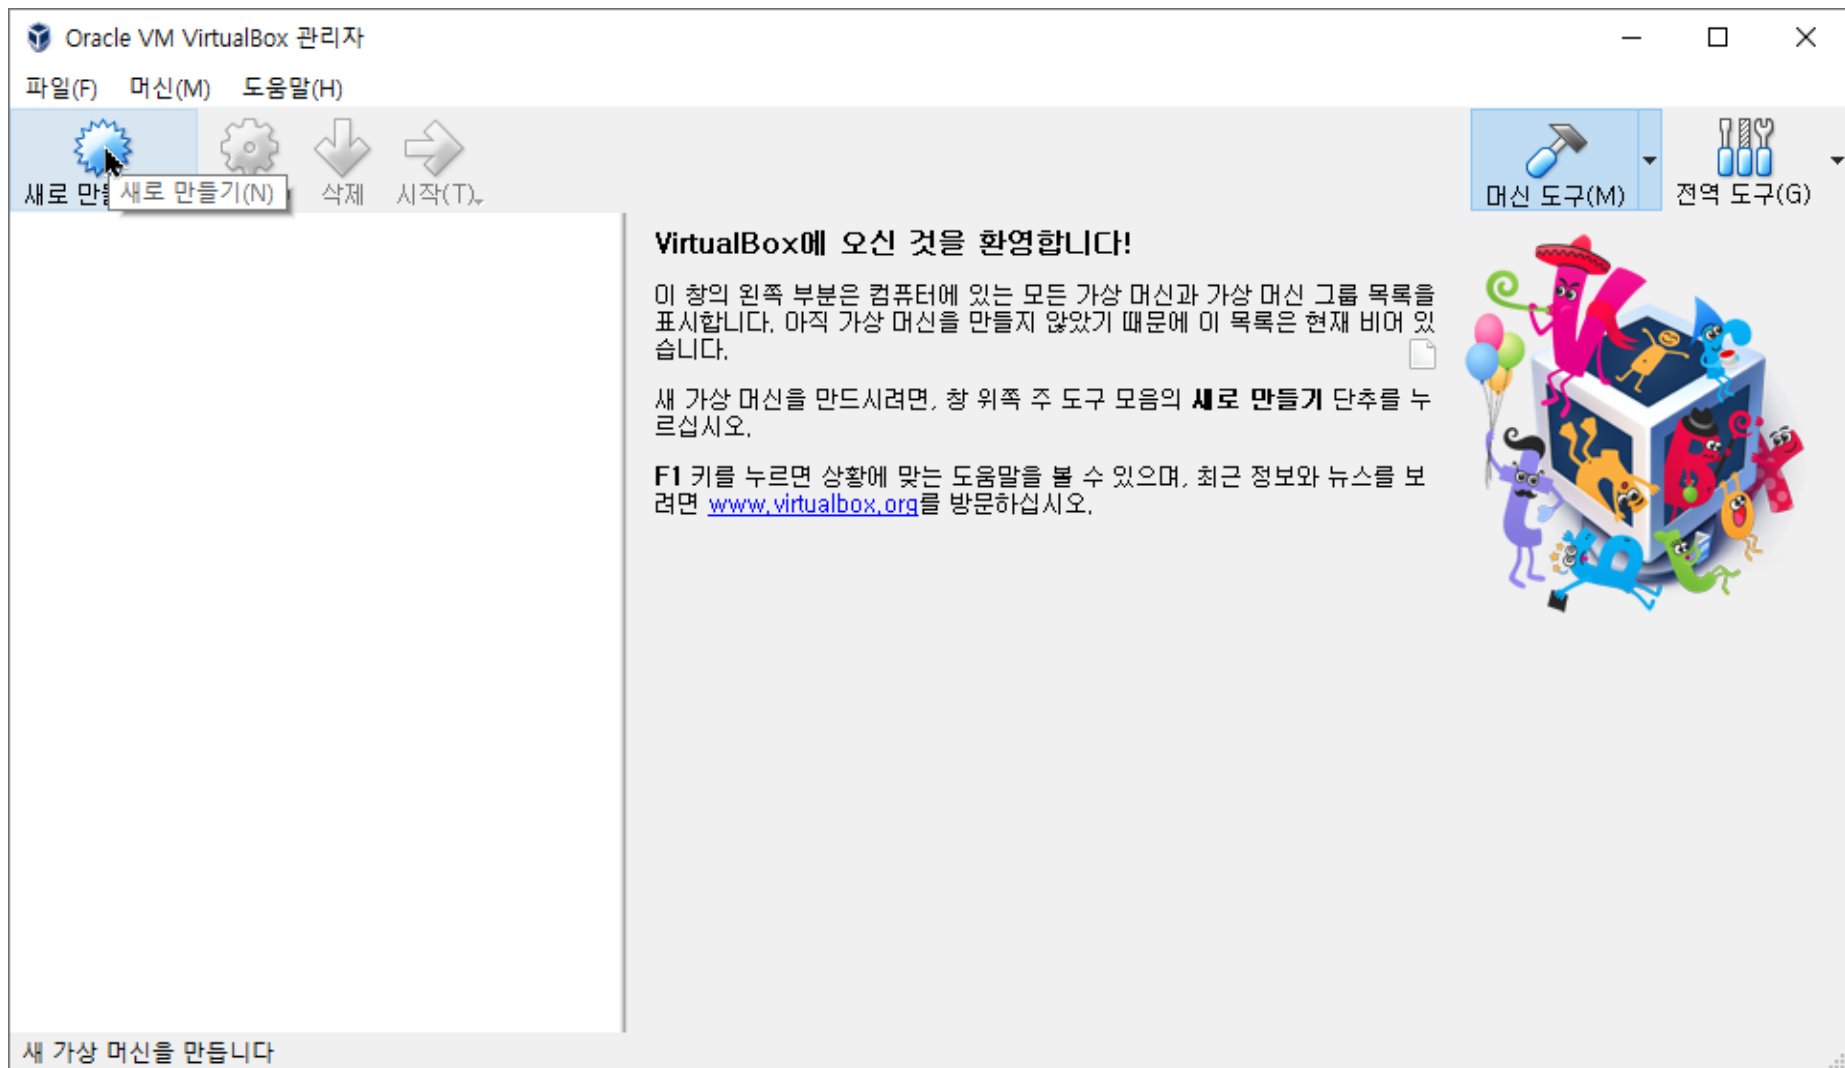 Oracle VM VirtualBox 관리자
파일(F) 머신(M) 도움말(H)
새로 만들
새로 만들기(N)
삭제
시작(T)
머신 도구(M)
전역 도구(G)
VirtualBox에 오신 것을 환영합니다!
이 창의 왼쪽 부분은 컴퓨터에 있는 모든 가상 머신과 가상 머신 그룹 목록을
표시합니다. 아직 가상 머신을 만들지 않았기 때문에 이 목록은 현재 비어 있
습니다.
새 가상 머신을 만드시려면, 창 위쪽 주 도구 모음의 새로 만들기 단추를 누
르십시오.
F1 키를 누르면 상황에 맞는 도움말을 볼 수 있으며, 최근 정보와 뉴스를 보
려면 www.virtualbox.org를 방문하십시오.
새 가상 머신을 만듭니다